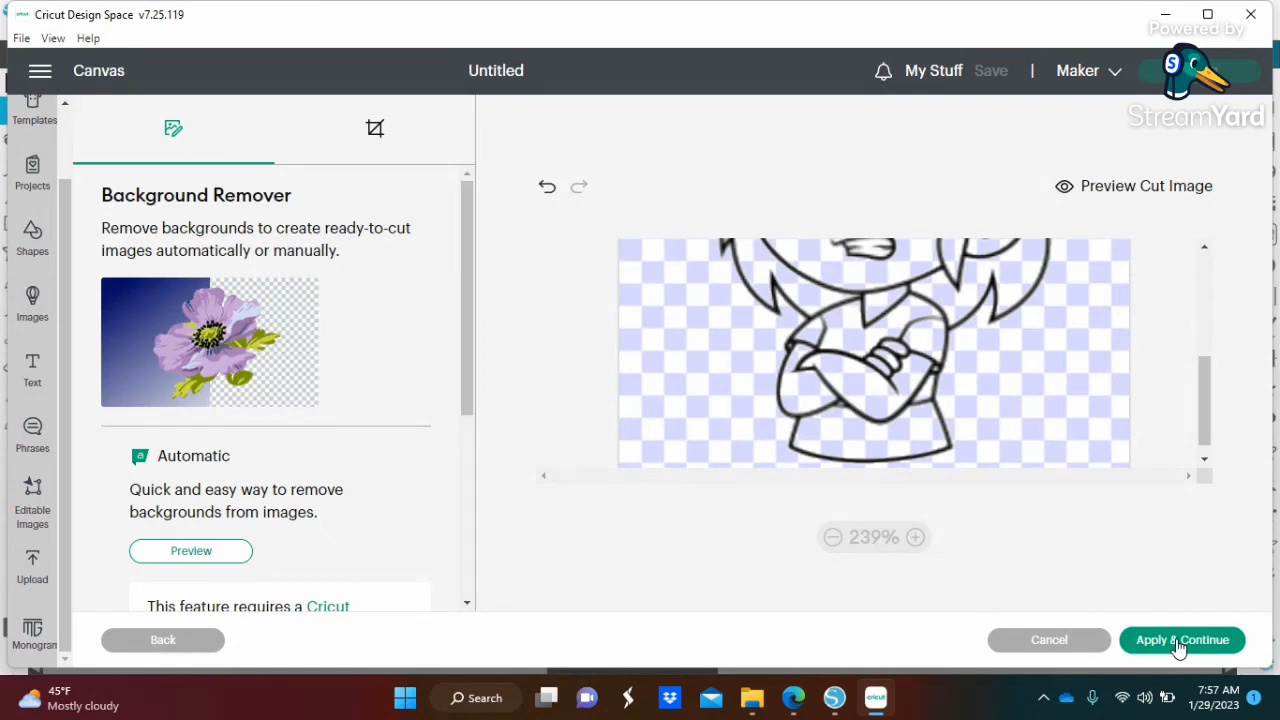 Cricut Design Space v7.25.119
File View Help
Powered by
StreamYard
Canvas
Untitled
My Stuff Save | Maker
Templates
Projects
Shapes
Images
Text
Phrases
Editable
Images
Upload
Monogram
Background Remover
Remove backgrounds to create ready-to-cut
images automatically or manually.
Automatic
Quick and easy way to remove
backgrounds from images.
Preview
This feature requires a Cricut
Preview Cut Image
239%
Back
Cancel
Apply & Continue
45°F
Mostly cloudy
Search
cricut
7:57 AM
1/29/2023
1